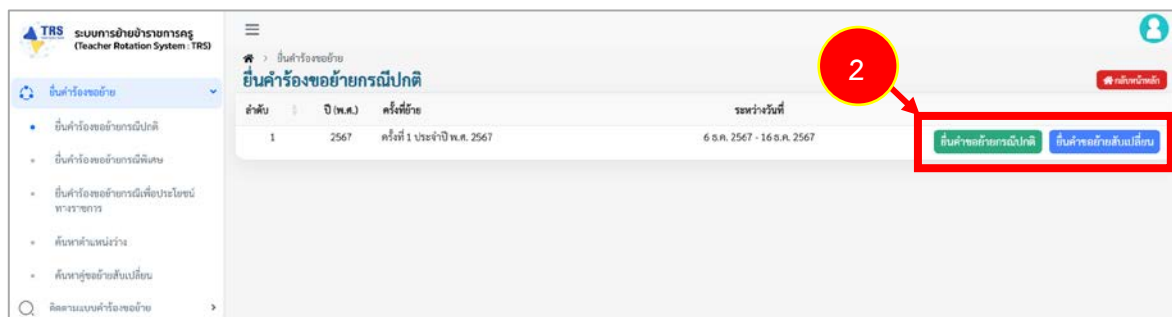 TRS ระบบการย้ายข้าราชการครู
(Teacher Rotation System : TRS)
ยื่นคำร้องขอย้าย
ยื่นคำร้องขอย้ายกรณีปกติ
ยื่นคำร้องขอย้ายกรณีพิเศษ
ยื่นคำร้องขอย้ายกรณีเพื่อประโยชน์
ทางราชการ
ค้นหาตำแหน่งว่าง
ค้นหาคู่ขอย้ายสับเปลี่ยน
ติดตามแบบคำร้องขอย้าย
> ยื่นคำร้องขอย้าย
ยื่นคำร้องขอย้ายกรณีปกติ
2
กลับหน้าหลัก
ลำดับ ปี (พ.ศ.) ครั้งที่ย้าย ระหว่างวันที่
1 2567 ครั้งที่ 1 ประจำปี พ.ศ. 2567 6 ธ.ค. 2567 - 16 ธ.ค. 2567 ยื่นคำขอย้ายกรณีปกติ ยื่นคำขอย้ายสับเปลี่ยน